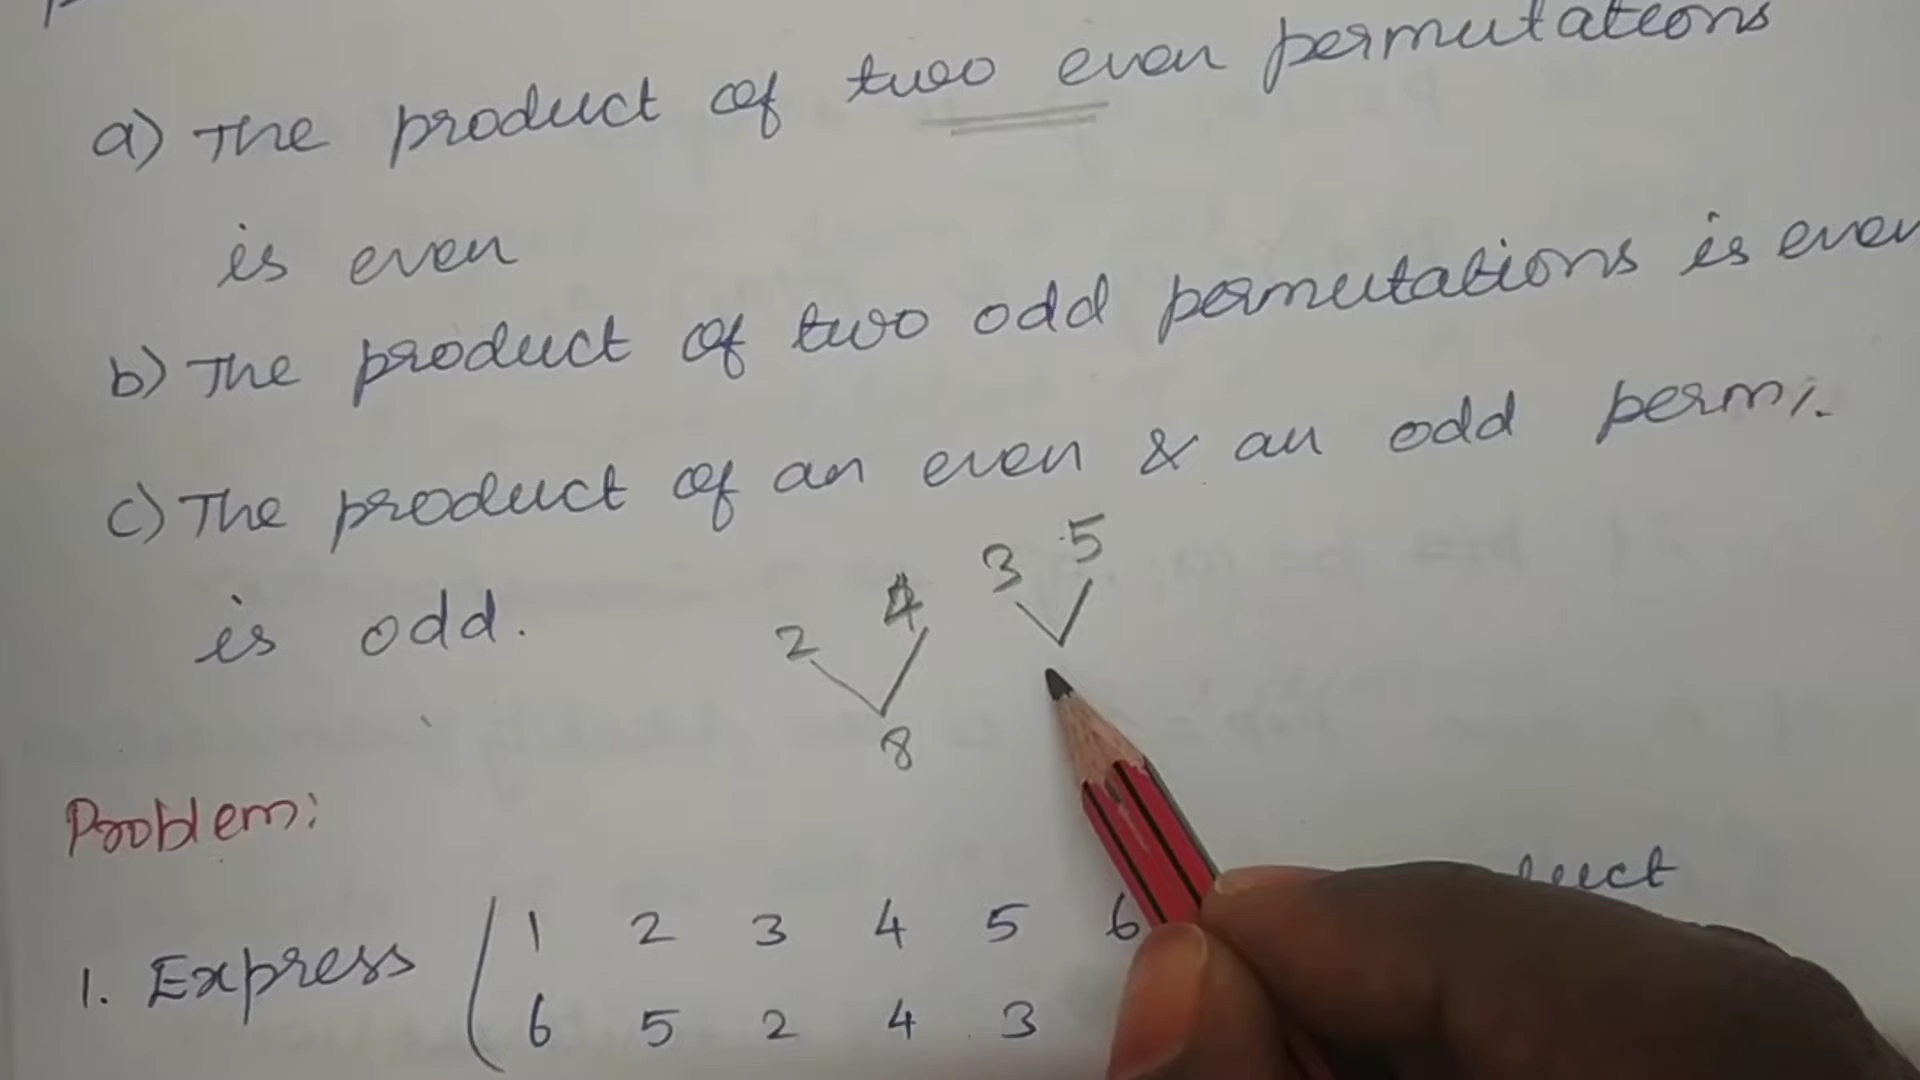 a) The product of two even permutations
is even
b) The product of two odd permutations is even
c) The product of an even & an odd perm:.
is odd.
3 5
2 4
8
Problem:
1. Express ( 1 2 3 4 5 6
6 5 2 4 3